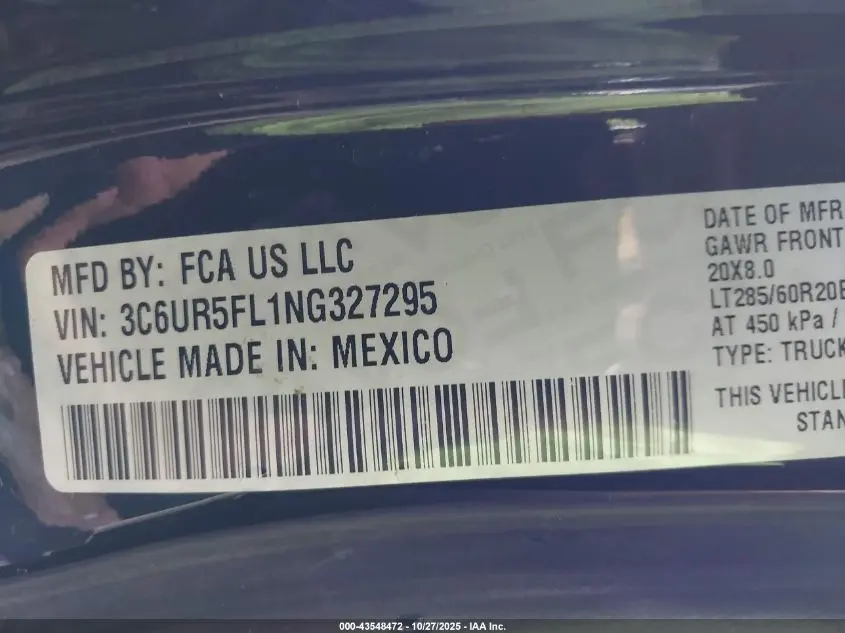 MFD BY: FCA US LLC
VIN: 3C6UR5FL1NG327295
VEHICLE MADE IN: MEXICO
DATE OF MFR
GAWR FRONT
20X8.0
LT285/60R20E
AT 450 kPa /
TYPE: TRUCK
THIS VEHICLE
STAN
000-43548472 - 10/27/2025 - IAA Inc.